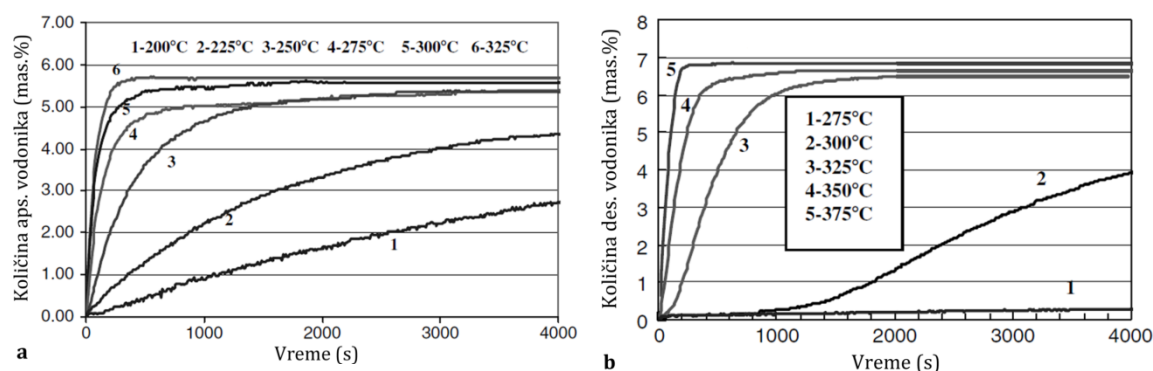 Količina aps. vodonika (mas.%)
7.00
6.00
5.00
4.00
3.00
2.00
1.00
0.00
1-200°C 2-225°C 3-250°C 4-275°C 5-300°C 6-325°C
6
5
4
3
2
1
0 1000 2000 3000 4000
Vreme (s)
a
Količina des. vodonika (mas.%)
8
7
6
5
4
3
2
1
0
5
4
3
2
1
1-275°C
2-300°C
3-325°C
4-350°C
5-375°C
0 1000 2000 3000 4000
Vreme (s)
b